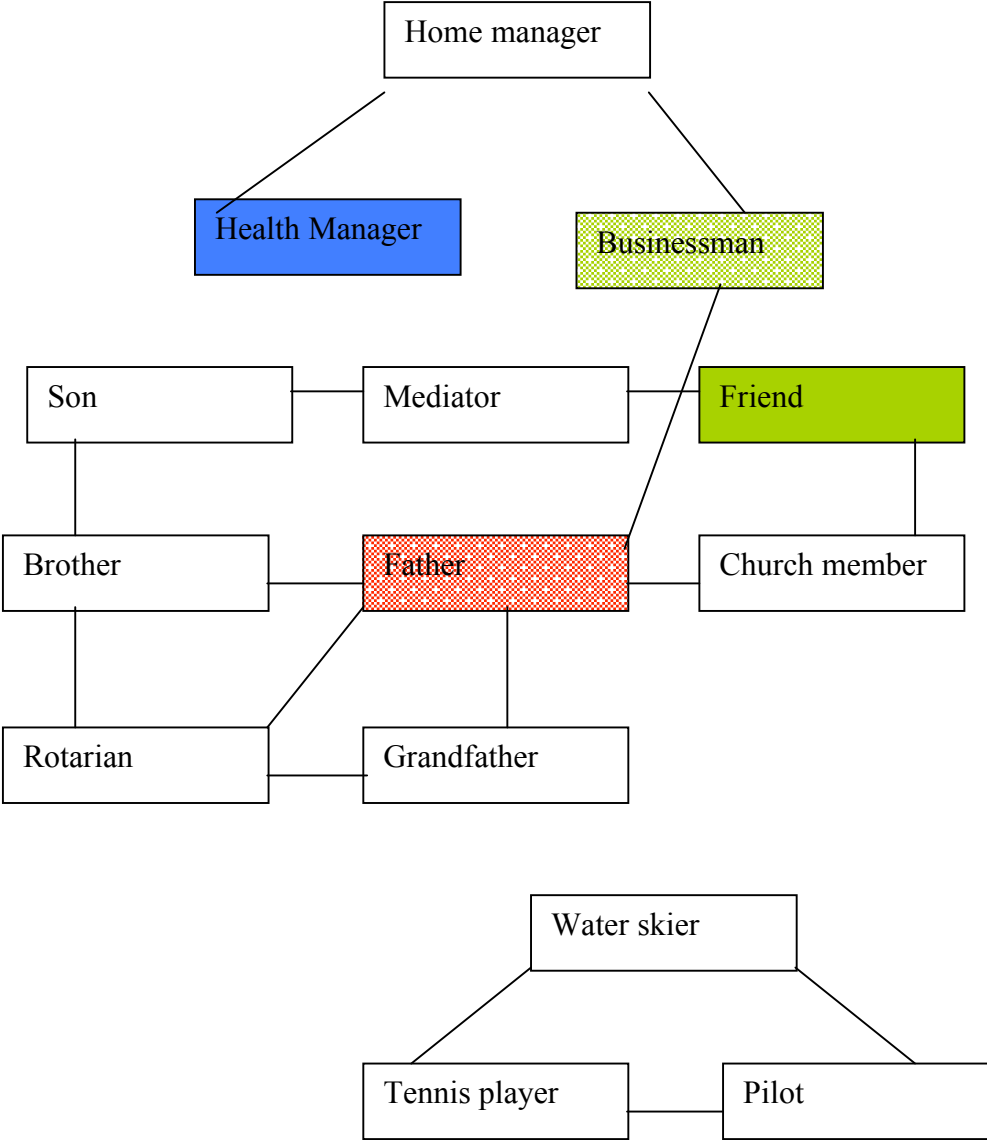 Home manager
Health Manager
Businessman
Son
Mediator
Friend
Brother
Father
Church member
Rotarian
Grandfather
Water skier
Tennis player
Pilot